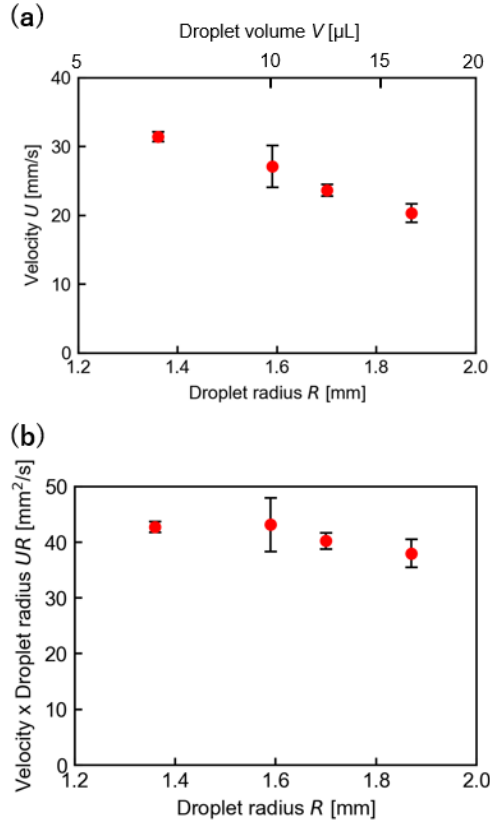 (a)
Droplet volume V [µL]
5 10 15 20
40
30
20
10
0
Velocity U [mm/s]
1.2 1.4 1.6 1.8 2.0
Droplet radius R [mm]
(b)
50
40
30
20
10
0
Velocity x Droplet radius UR [mm²/s]
1.2 1.4 1.6 1.8 2.0
Droplet radius R [mm]